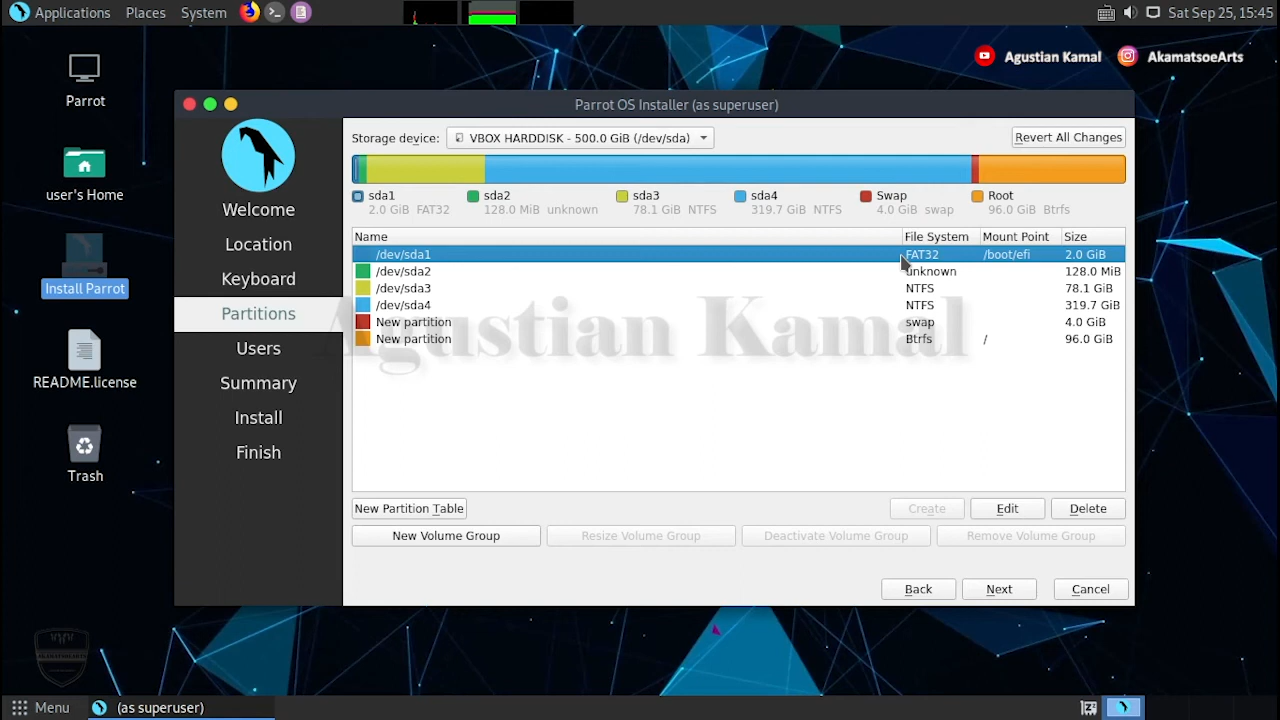 Applications Places System Sat Sep 25, 15:45
Agustian Kamal AkamatsoeArts
Parrot
user's Home
Install Parrot
README.license
Trash
Parrot OS Installer (as superuser)
Welcome
Location
Keyboard
Partitions
Users
Summary
Install
Finish
Storage device: VBOX HARDDISK - 500.0 GiB (/dev/sda) Revert All Changes
sda1 sda2 sda3 sda4 Swap Root
2.0 GiB FAT32 128.0 MiB unknown 78.1 GiB NTFS 319.7 GiB NTFS 4.0 GiB swap 96.0 GiB Btrfs
Name File System Mount Point Size
/dev/sda1 FAT32 /boot/efi 2.0 GiB
/dev/sda2 unknown 128.0 MiB
/dev/sda3 NTFS 78.1 GiB
/dev/sda4 NTFS 319.7 GiB
New partition swap 4.0 GiB
New partition Btrfs / 96.0 GiB
Agustian Kamal
New Partition Table Create Edit Delete
New Volume Group Resize Volume Group Deactivate Volume Group Remove Volume Group
Back Next Cancel
Menu (as superuser)